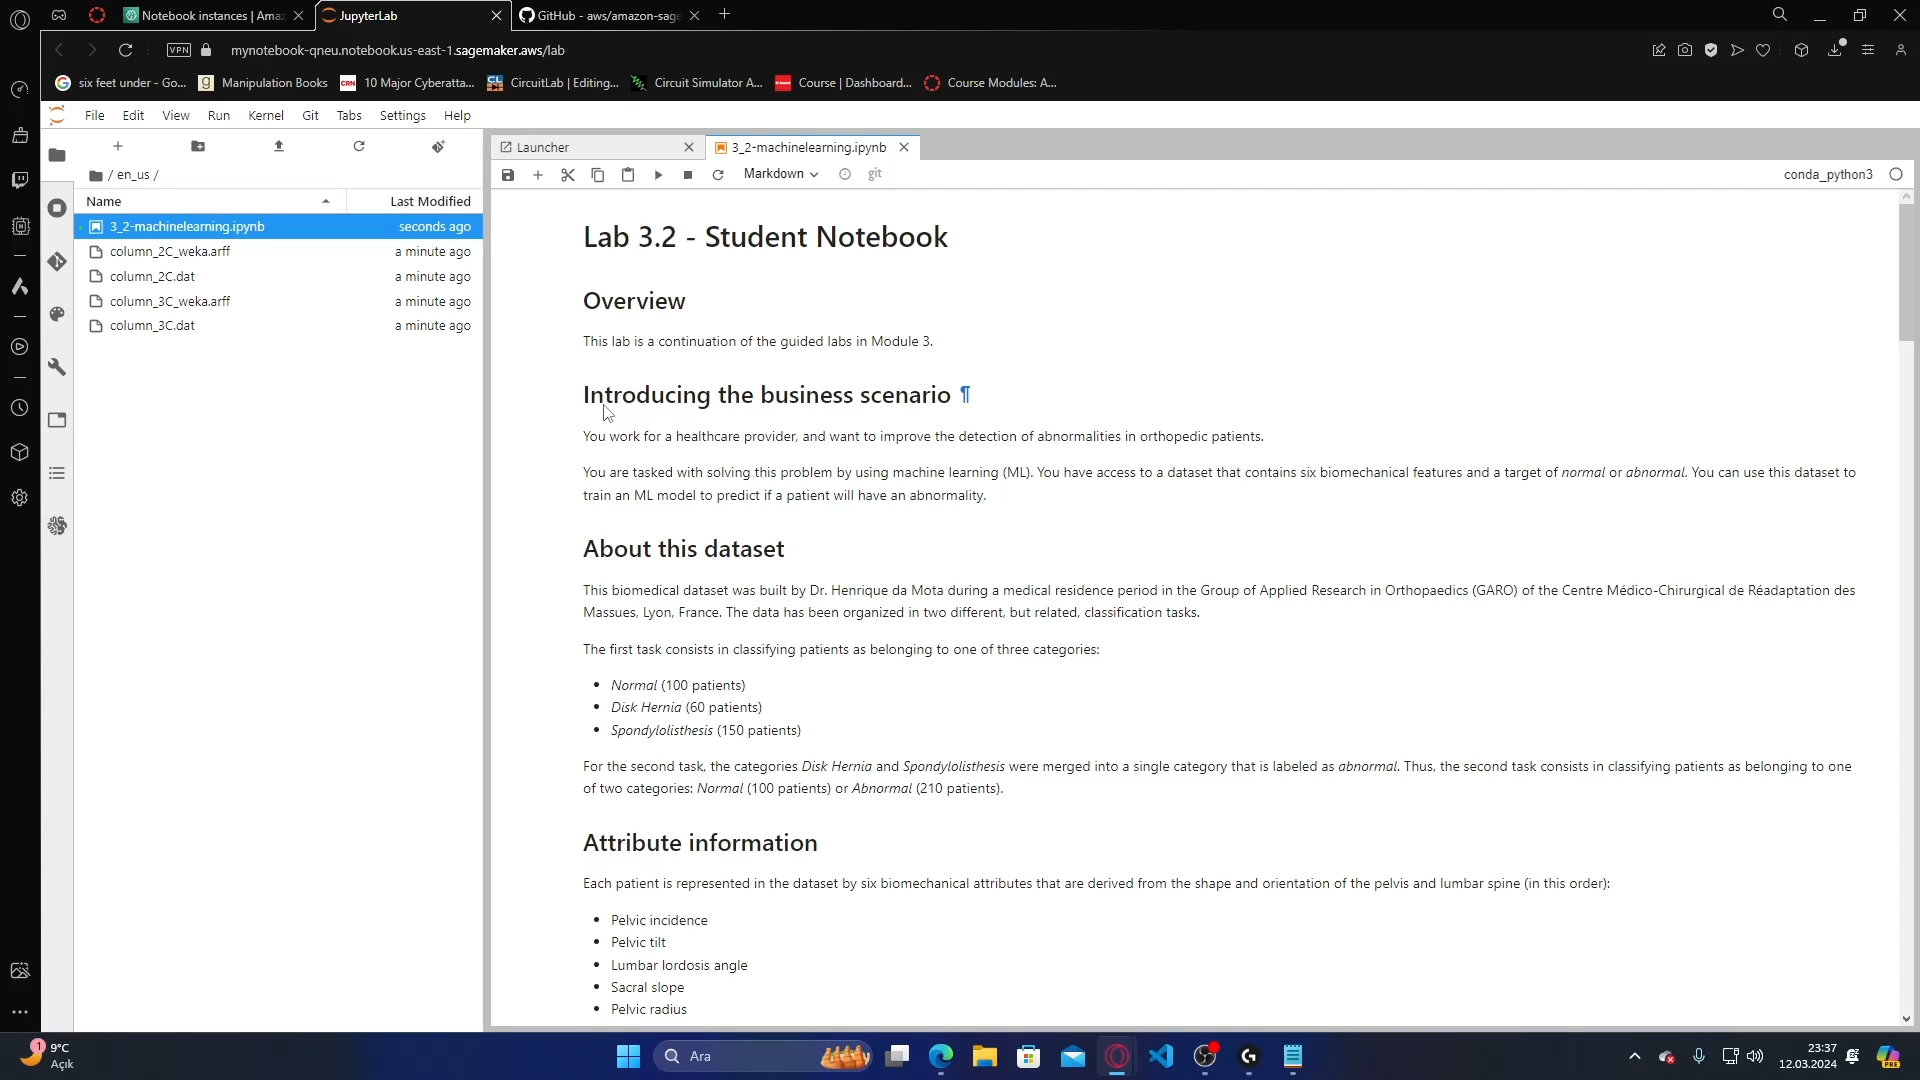 Notebook instances | Ama
JupyterLab
GitHub - aws/amazon-sage
VPN
mynotebook-qneu.notebook.us-east-1.sagemaker.aws/lab
six feet under - Go...
Manipulation Books
CRN
10 Major Cyberatta...
CL
CircuitLab | Editing...
Circuit Simulator A...
Course | Dashboard...
Course Modules: A...
File
Edit
View
Run
Kernel
Git
Tabs
Settings
Help
/ en_us /
Name
Last Modified
3_2-machinelearning.ipynb
seconds ago
column_2C_weka.arff
a minute ago
column_2C.dat
a minute ago
column_3C_weka.arff
a minute ago
column_3C.dat
a minute ago
Launcher
3_2-machinelearning.ipynb
Markdown
git
conda_python3
Lab 3.2 - Student Notebook
Overview
This lab is a continuation of the guided labs in Module 3.
Introducing the business scenario ¶
You work for a healthcare provider, and want to improve the detection of abnormalities in orthopedic patients.
You are tasked with solving this problem by using machine learning (ML). You have access to a dataset that contains six biomechanical features and a target of normal or abnormal. You can use this dataset to
train an ML model to predict if a patient will have an abnormality.
About this dataset
This biomedical dataset was built by Dr. Henrique da Mota during a medical residence period in the Group of Applied Research in Orthopaedics (GARO) of the Centre Médico-Chirurgical de Réadaptation des
Massues, Lyon, France. The data has been organized in two different, but related, classification tasks.
The first task consists in classifying patients as belonging to one of three categories:
• Normal (100 patients)
• Disk Hernia (60 patients)
• Spondylolisthesis (150 patients)
For the second task, the categories Disk Hernia and Spondylolisthesis were merged into a single category that is labeled as abnormal. Thus, the second task consists in classifying patients as belonging to one
of two categories: Normal (100 patients) or Abnormal (210 patients).
Attribute information
Each patient is represented in the dataset by six biomechanical attributes that are derived from the shape and orientation of the pelvis and lumbar spine (in this order):
• Pelvic incidence
• Pelvic tilt
• Lumbar lordosis angle
• Sacral slope
• Pelvic radius
1
9°C
Açık
Ara
23:37
12.03.2024
PRE